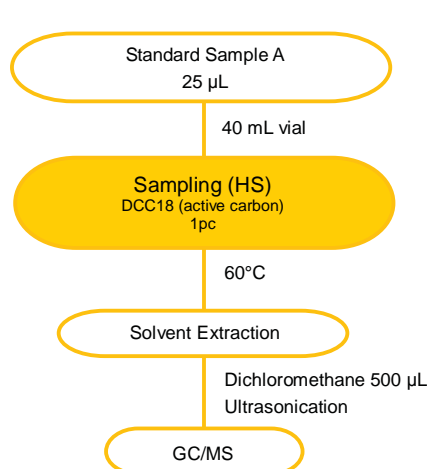 Standard Sample A
25 µL
40 mL vial
Sampling (HS)
DCC18 (active carbon)
1pc
60°C
Solvent Extraction
Dichloromethane 500 µL
Ultrasonication
GC/MS